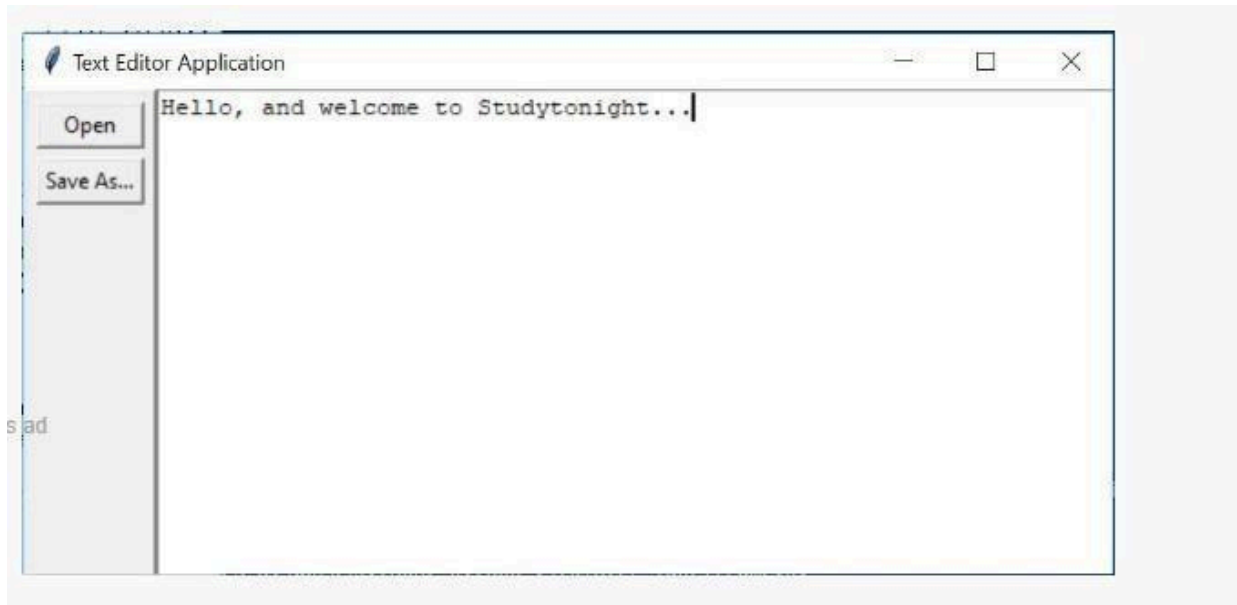 Text Editor Application
Open
Hello, and welcome to Studytonight...
Save As...
s ad